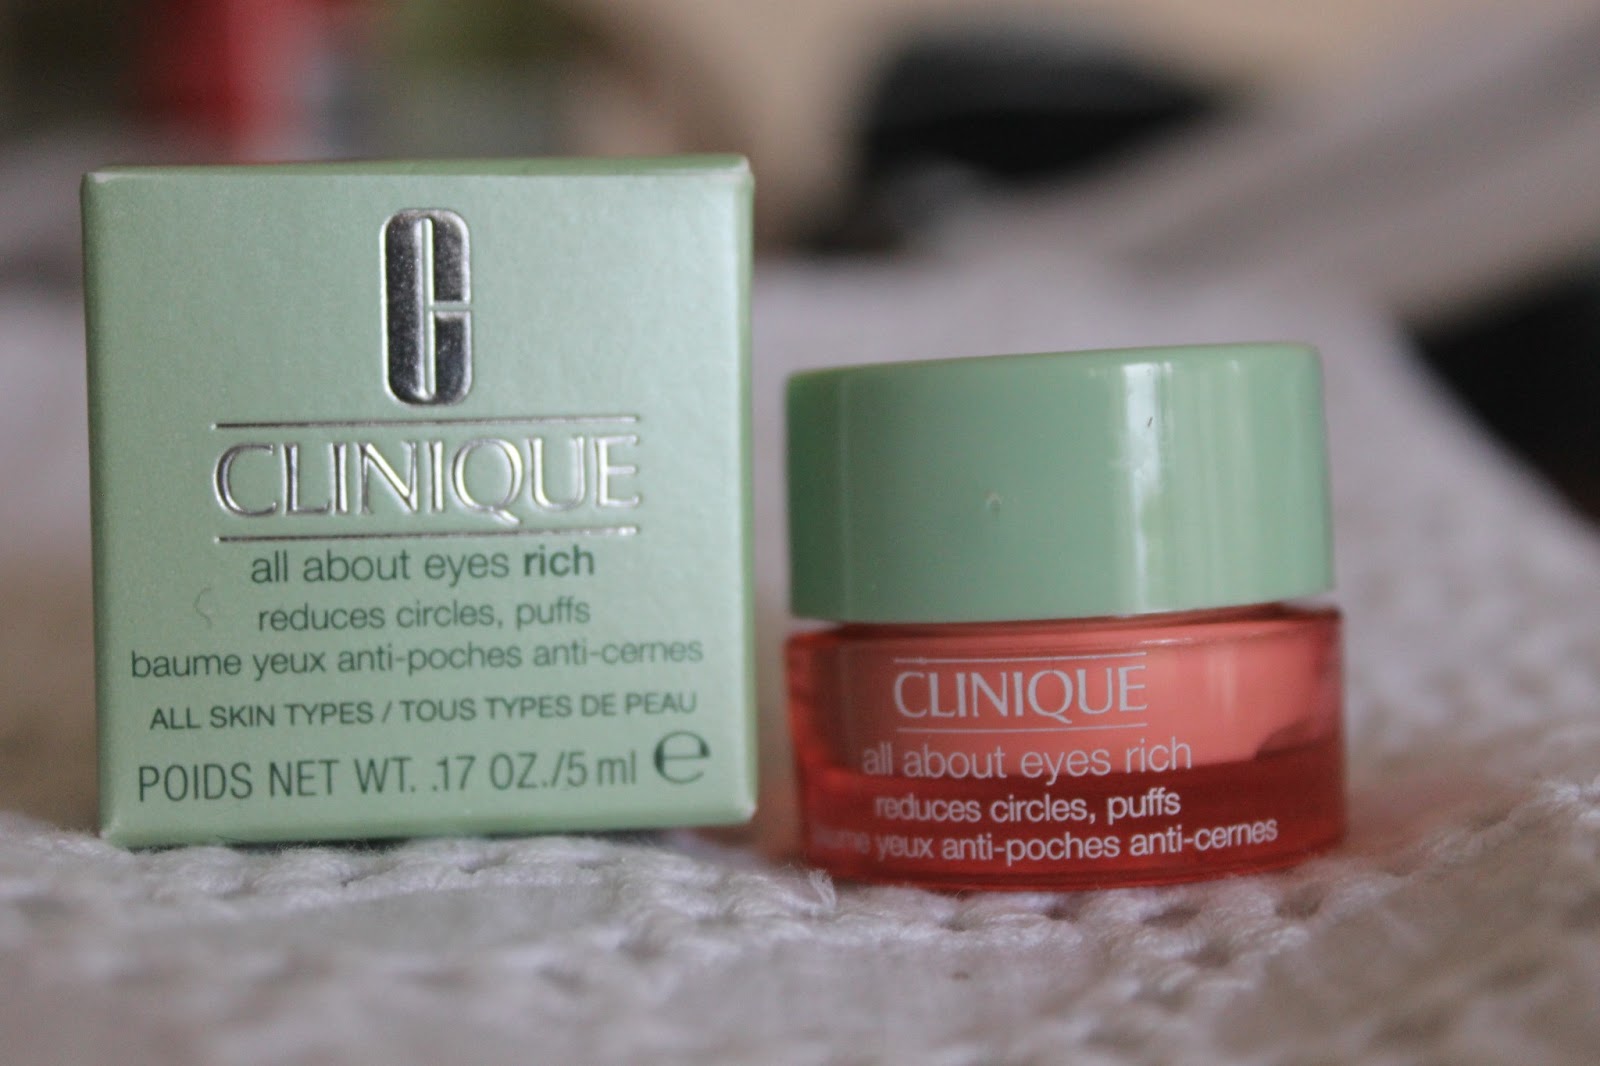 C
CLINIQUE
all about eyes rich
reduces circles, puffs
baume yeux anti-poches anti-cernes
ALL SKIN TYPES / TOUS TYPES DE PEAU
POIDS NET WT. .17 OZ./5 ml ℮
CLINIQUE
all about eyes rich
reduces circles, puffs
baume yeux anti-poches anti-cernes